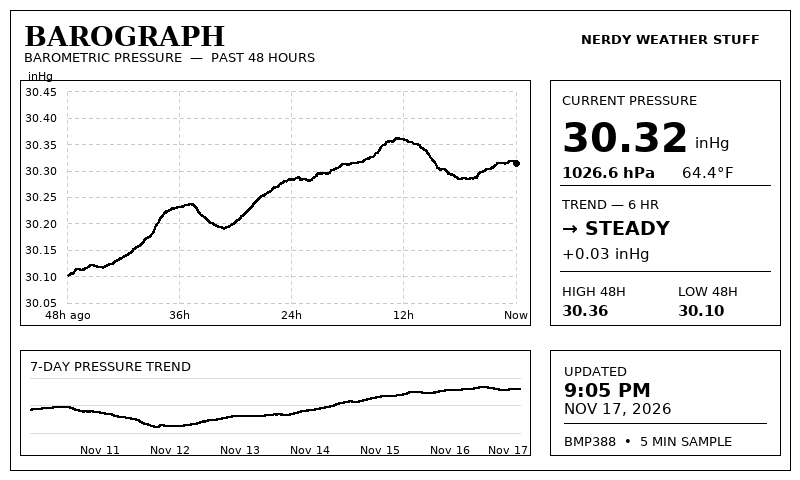 BAROGRAPH
BAROMETRIC PRESSURE — PAST 48 HOURS
NERDY WEATHER STUFF
inHg
30.45
30.40
30.35
30.30
30.25
30.20
30.15
30.10
30.05
48h ago 36h 24h 12h Now
CURRENT PRESSURE
30.32 inHg
1026.6 hPa 64.4°F
TREND — 6 HR
→ STEADY
+0.03 inHg
HIGH 48H LOW 48H
30.36 30.10
7-DAY PRESSURE TREND
Nov 11 Nov 12 Nov 13 Nov 14 Nov 15 Nov 16 Nov 17
UPDATED
9:05 PM
NOV 17, 2026
BMP388 • 5 MIN SAMPLE